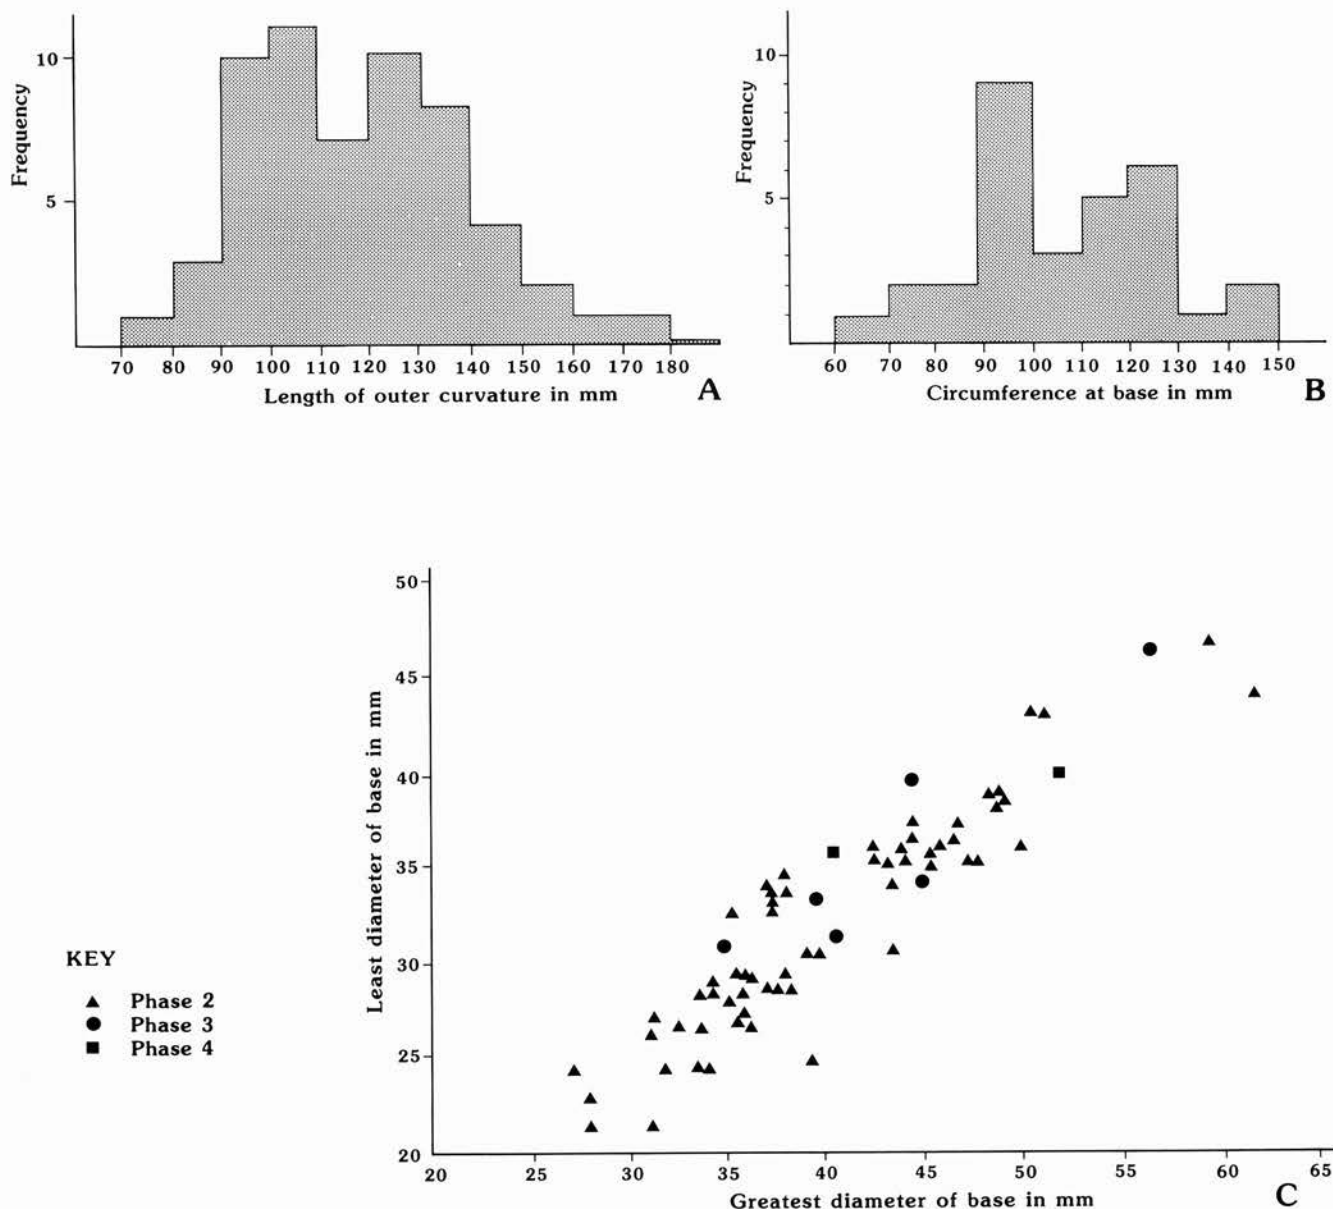 Frequency
10
5
70 80 90 100 110 120 130 140 150 160 170 180
Length of outer curvature in mm
A
Frequency
10
5
60 70 80 90 100 110 120 130 140 150
Circumference at base in mm
B
Least diameter of base in mm
50
45
40
35
30
25
20
20 25 30 35 40 45 50 55 60 65
Greatest diameter of base in mm
C
KEY
Phase 2
Phase 3
Phase 4